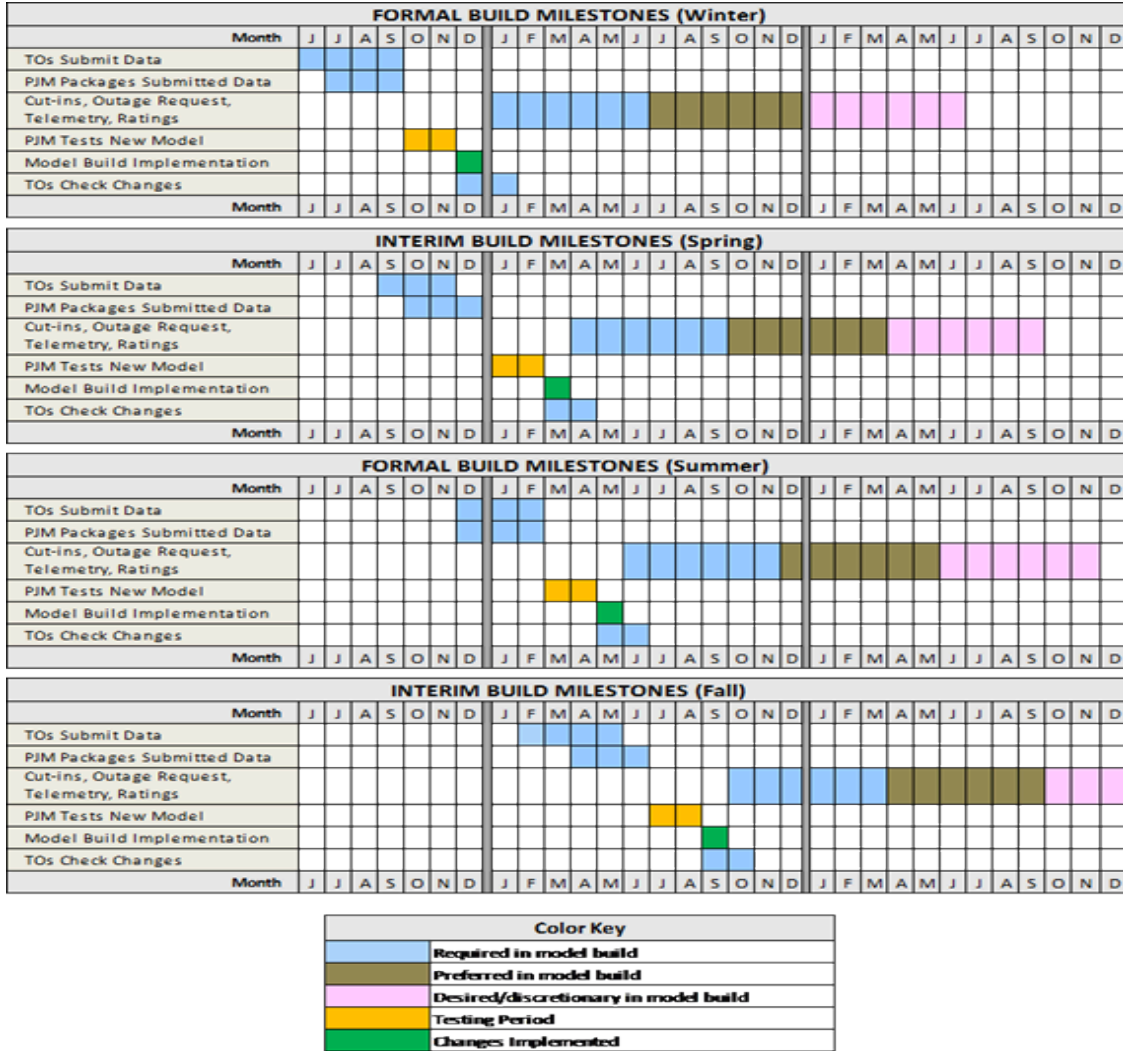 FORMAL BUILD MILESTONES (Winter)
Month J J A S O N D J F M A M J J A S O N D J F M A M J J A S O N D
TOs Submit Data
PJM Packages Submitted Data
Cut-ins, Outage Request,
Telemetry, Ratings
PJM Tests New Model
Model Build Implementation
TOs Check Changes
Month J J A S O N D J F M A M J J A S O N D J F M A M J J A S O N D
INTERIM BUILD MILESTONES (Spring)
Month J J A S O N D J F M A M J J A S O N D J F M A M J J A S O N D
TOs Submit Data
PJM Packages Submitted Data
Cut-ins, Outage Request,
Telemetry, Ratings
PJM Tests New Model
Model Build Implementation
TOs Check Changes
Month J J A S O N D J F M A M J J A S O N D J F M A M J J A S O N D
FORMAL BUILD MILESTONES (Summer)
Month J J A S O N D J F M A M J J A S O N D J F M A M J J A S O N D
TOs Submit Data
PJM Packages Submitted Data
Cut-ins, Outage Request,
Telemetry, Ratings
PJM Tests New Model
Model Build Implementation
TOs Check Changes
Month J J A S O N D J F M A M J J A S O N D J F M A M J J A S O N D
INTERIM BUILD MILESTONES (Fall)
Month J J A S O N D J F M A M J J A S O N D J F M A M J J A S O N D
TOs Submit Data
PJM Packages Submitted Data
Cut-ins, Outage Request,
Telemetry, Ratings
PJM Tests New Model
Model Build Implementation
TOs Check Changes
Month J J A S O N D J F M A M J J A S O N D J F M A M J J A S O N D
Color Key
Required in model build
Preferred in model build
Desired/discretionary in model build
Testing Period
Changes Implemented